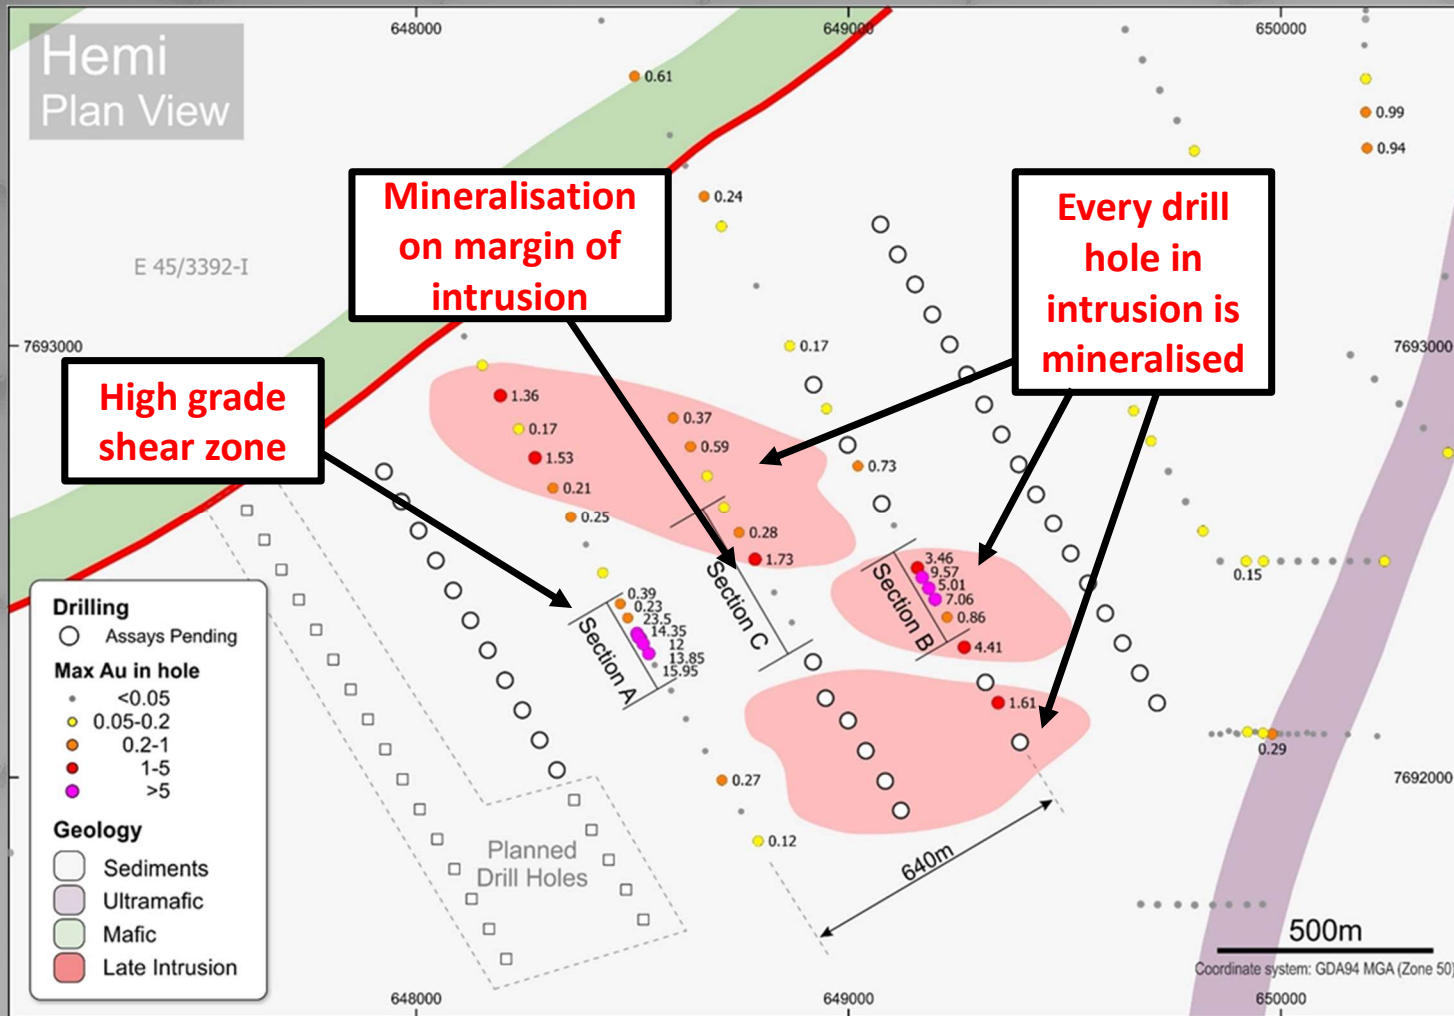 Hemi
Plan View
648000
649000
650000
0.61
0.99
0.94
0.24
Mineralisation
on margin of
intrusion
Every drill
hole in
intrusion is
mineralised
E 45/3392-I
7693000
7693000
0.17
High grade
shear zone
1.36
0.17
1.53
0.21
0.25
0.37
0.59
0.28
1.73
0.73
3.46
9.57
5.01
7.06
0.86
4.41
0.15
Section C
Section B
0.39
0.23
23.5
14.35
12
13.85
15.95
Section A
1.61
0.29
0.27
7692000
0.12
640m
Planned
Drill Holes
Drilling
Assays Pending
Max Au in hole
<0.05
0.05-0.2
0.2-1
1-5
>5
Geology
Sediments
Ultramafic
Mafic
Late Intrusion
500m
Coordinate system: GDA94 MGA (Zone 50)
648000
649000
650000